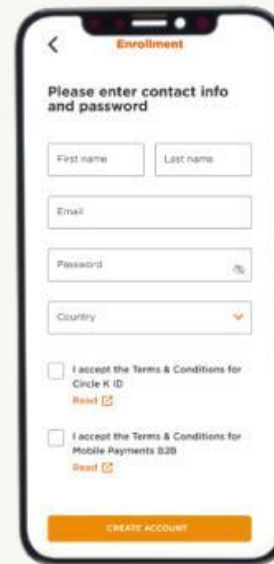 Enrollment
Please enter contact info
and password
First name
Last name
Email
Password
Country
I accept the Terms & Conditions for
Circle K ID
Read
I accept the Terms & Conditions for
Mobile Payments B2B
Read
CREATE ACCOUNT